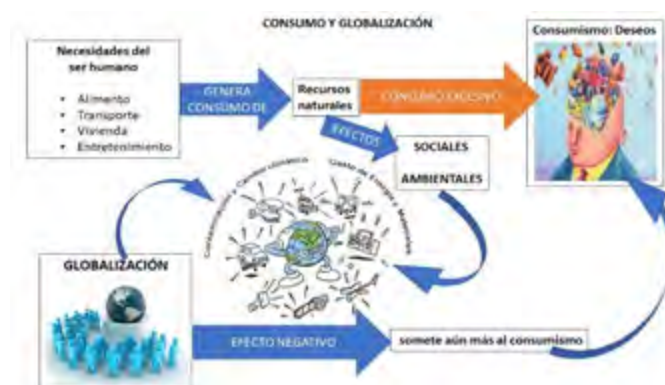 CONSUMO Y GLOBALIZACIÓN
Necesidades del
ser humano
• Alimento
• Transporte
• Vivienda
• Entretenimiento
GENERA
CONSUMO DE
Recursos
naturales
CONSUMO EXCESIVO
Consumismo: Deseos
EFECTOS
SOCIALES
AMBIENTALES
Contaminación y Cambio climático
Gasto de Energía y Materiales
GLOBALIZACIÓN
EFECTO NEGATIVO
somete aún más al consumismo